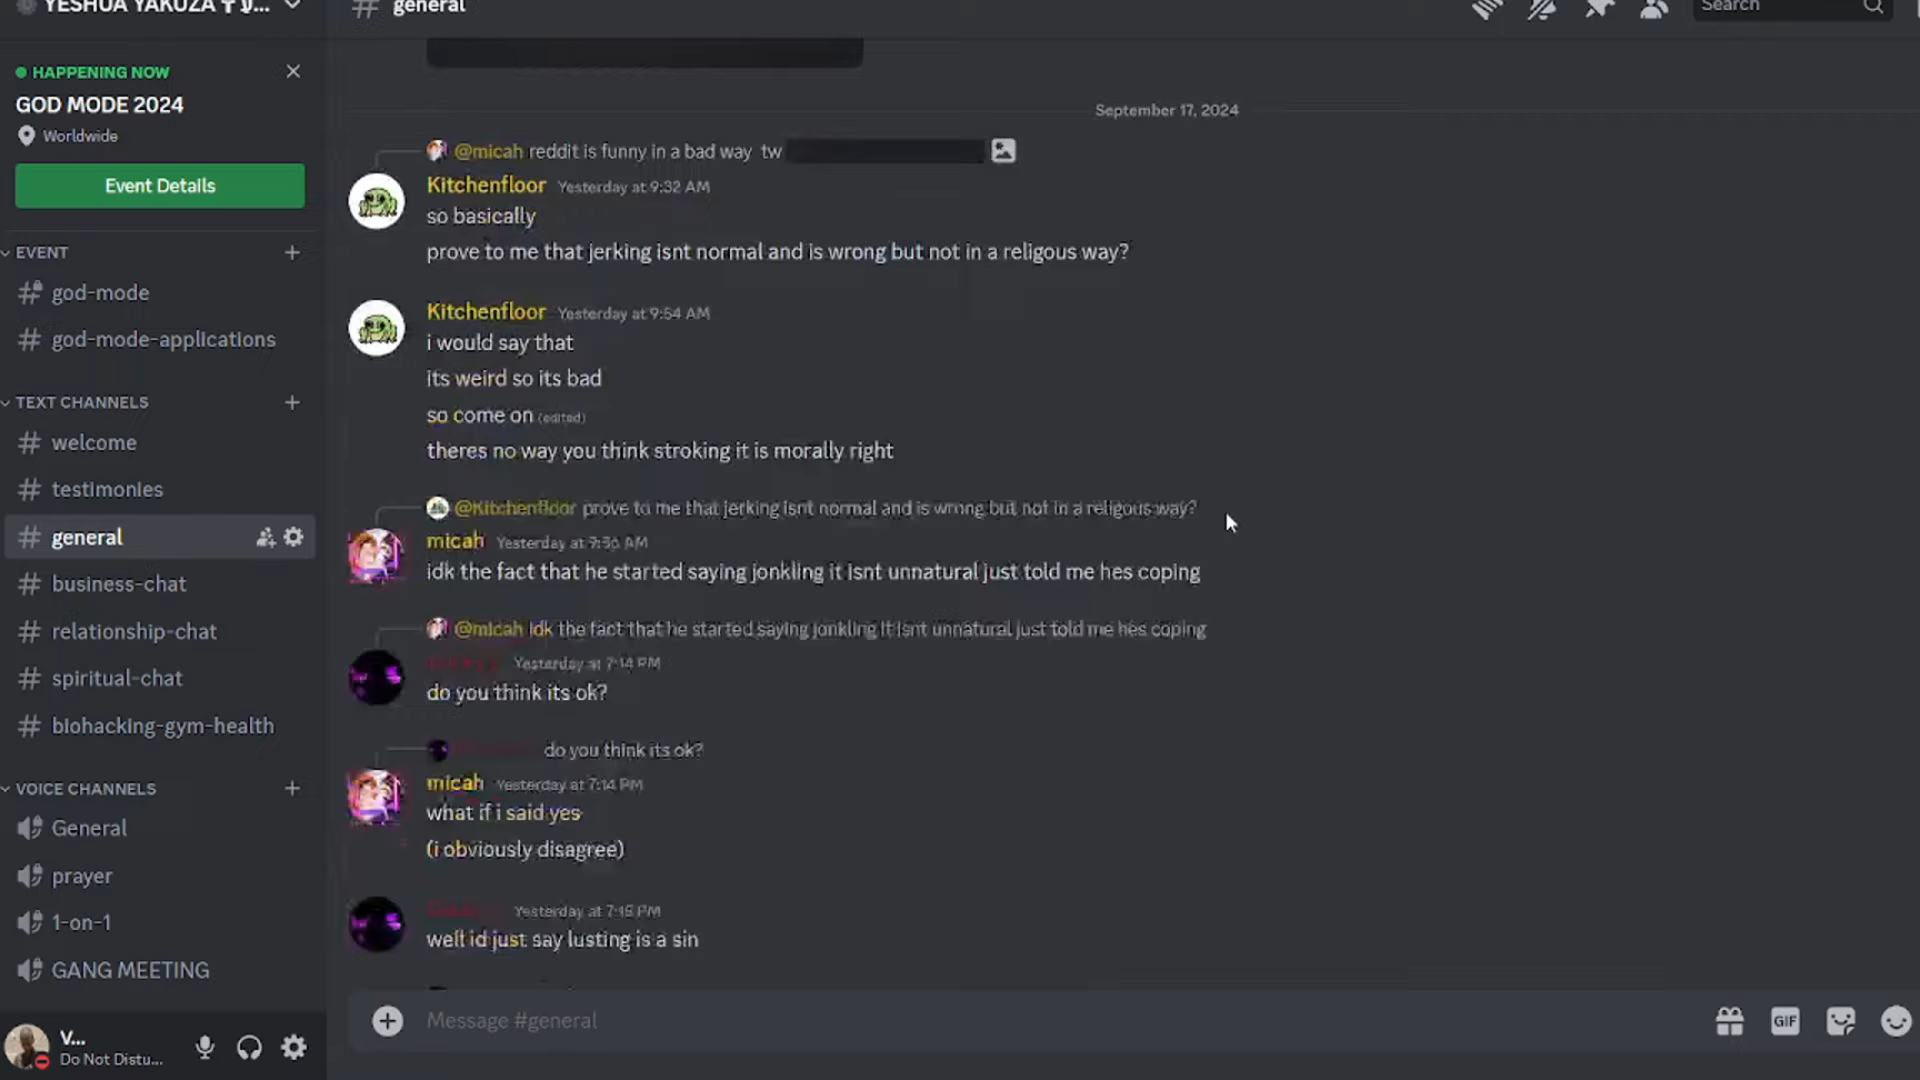 YESHUA YAKUZA
general
Search
HAPPENING NOW
GOD MODE 2024
Worldwide
Event Details
EVENT
god-mode
god-mode-applications
TEXT CHANNELS
welcome
testimonies
general
business-chat
relationship-chat
spiritual-chat
biohacking-gym-health
VOICE CHANNELS
General
prayer
1-on-1
GANG MEETING
V...
Do Not Distu...
September 17, 2024
@micah reddit is funny in a bad way tw
Kitchenfloor Yesterday at 9:32 AM
so basically
prove to me that jerking isnt normal and is wrong but not in a religous way?
Kitchenfloor Yesterday at 9:54 AM
i would say that
its weird so its bad
so come on (edited)
theres no way you think stroking it is morally right
@Kitchenfloor prove to me that jerking isnt normal and is wrong but not in a religous way?
micah Yesterday at 9:56 AM
idk the fact that he started saying jonkling it isnt unnatural just told me hes coping
@micah idk the fact that he started saying jonkling it isnt unnatural just told me hes coping
Yesterday at 7:14 PM
do you think its ok?
do you think its ok?
micah Yesterday at 7:14 PM
what if i said yes
(i obviously disagree)
Yesterday at 7:15 PM
well id just say lusting is a sin
Message #general
GIF